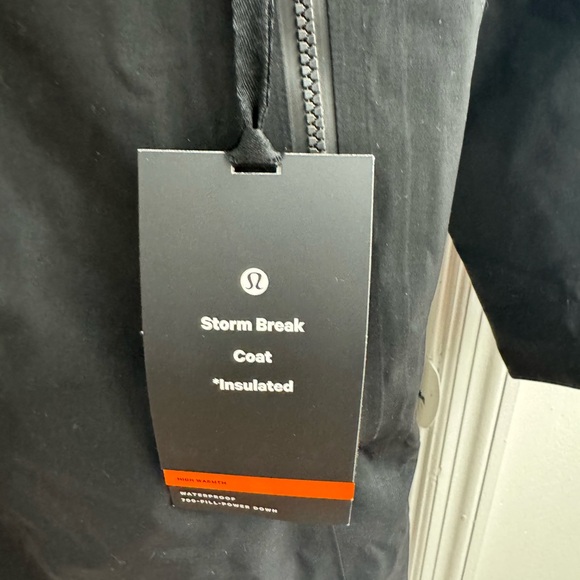 Storm Break
Coat
*Insulated
HIGH WARMTH
WATERPROOF
700-FILL-POWER DOWN